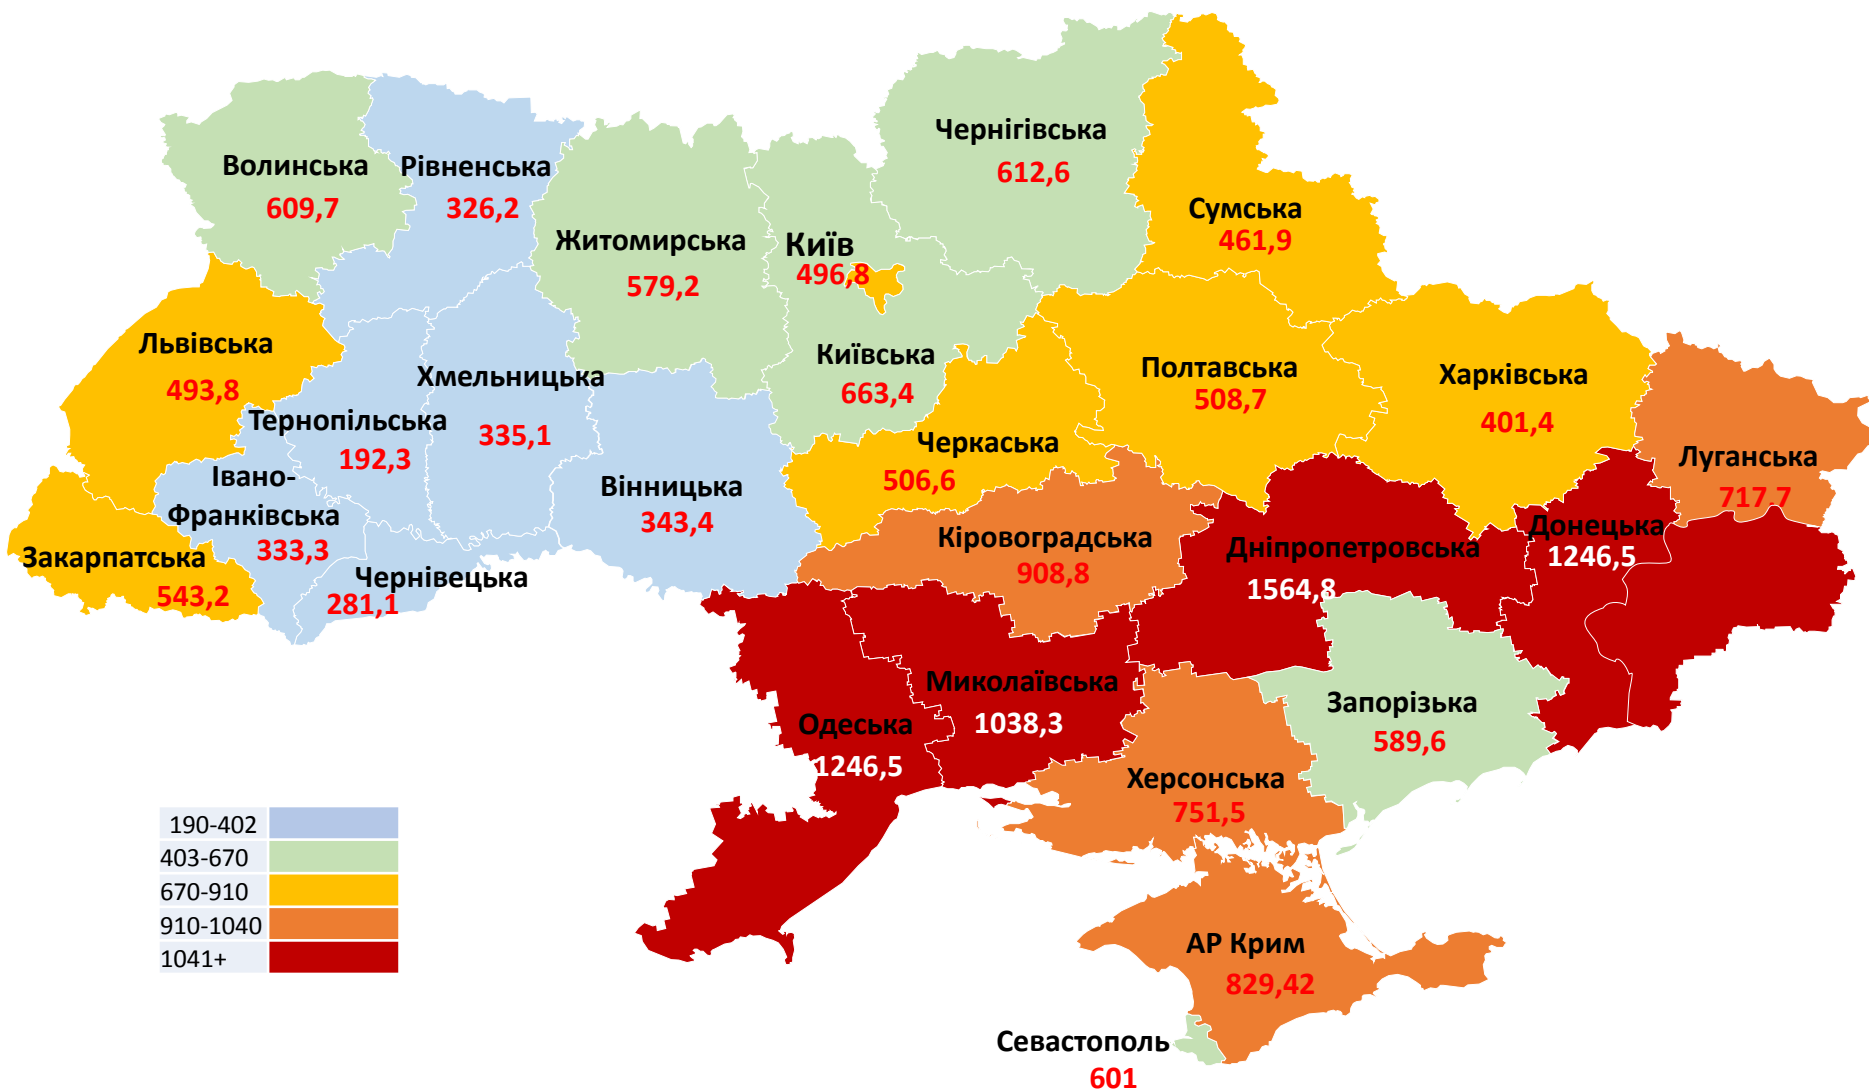 Чернігівська
612,6
Волинська
609,7
Рівненська
326,2
Сумська
461,9
Житомирська
579,2
Київ
496,8
Львівська
493,8
Хмельницька
335,1
Київська
663,4
Полтавська
508,7
Харківська
401,4
Тернопільська
192,3
Черкаська
506,6
Луганська
717,7
Івано-
Франківська
333,3
Вінницька
343,4
Закарпатська
543,2
Чернівецька
281,1
Кіровоградська
908,8
Дніпропетровська
1564,8
Донецька
1246,5
Миколаївська
1038,3
Одеська
1246,5
Запорізька
589,6
Херсонська
751,5
190-402
403-670
670-910
910-1040
1041+
АР Крим
829,42
Севастополь
601